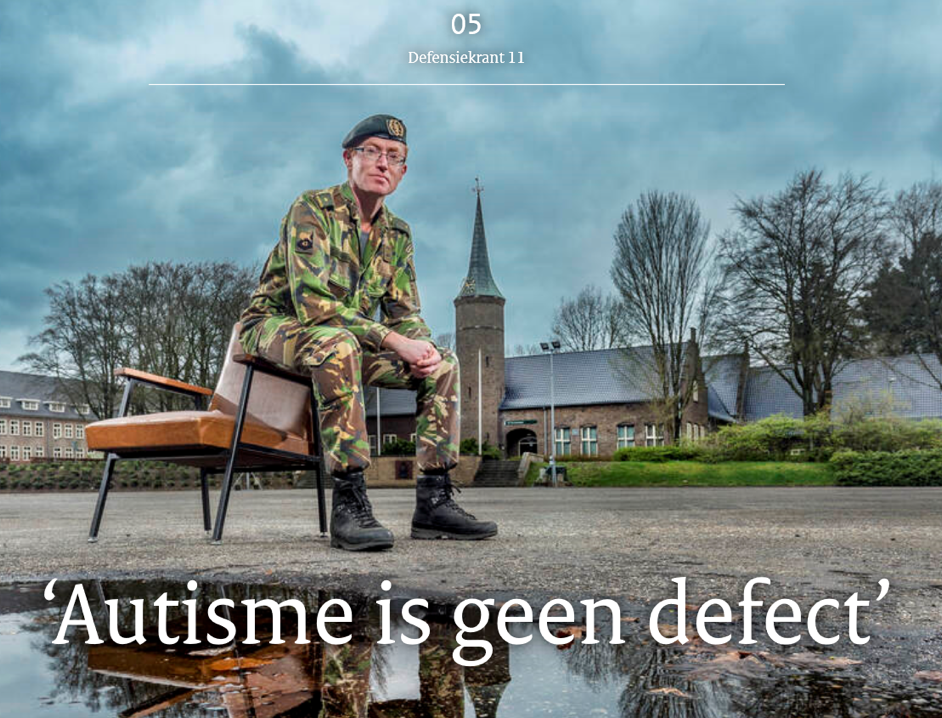 05
Defensiekrant 11
‘Autisme is geen defect’